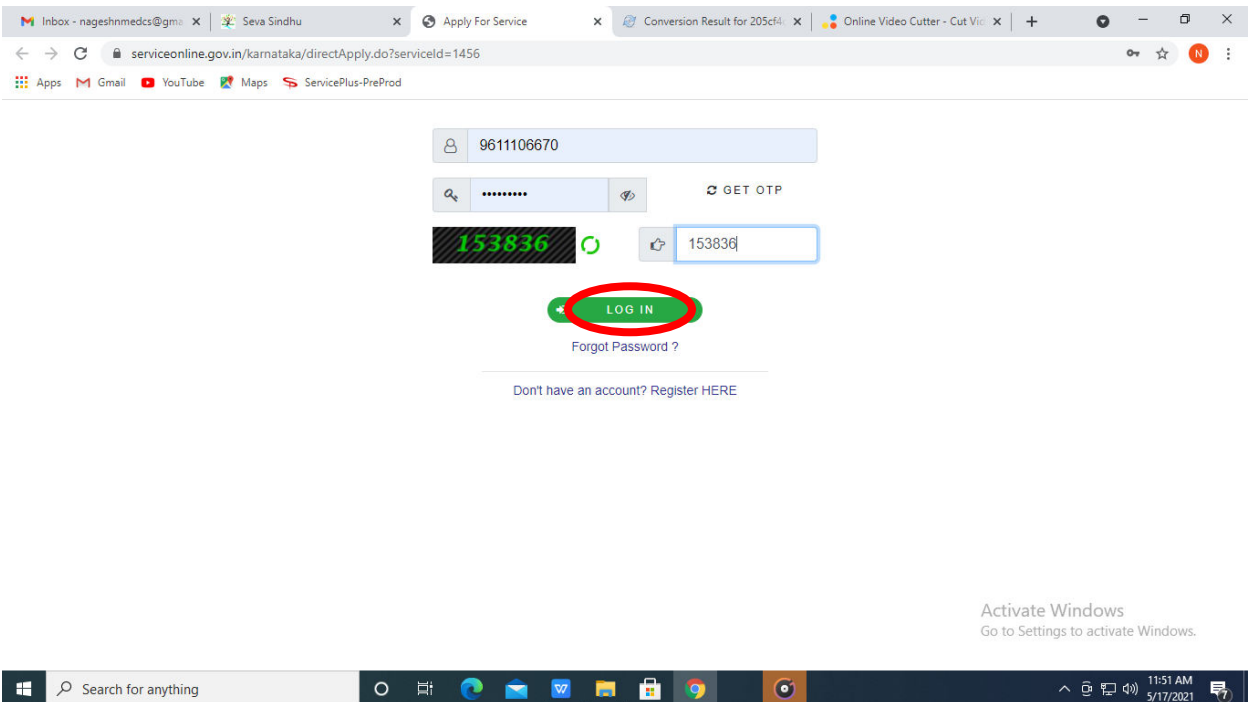 Inbox - nageshnmedcs@gma
Seva Sindhu
Apply For Service
Conversion Result for 205cf4
Online Video Cutter - Cut Vi
serviceonline.gov.in/karnataka/directApply.do?serviceId=1456
N
Apps
Gmail
YouTube
Maps
ServicePlus-PreProd
9611106670
•••••••••
GET OTP
153836
153836
LOG IN
Forgot Password ?
Don't have an account? Register HERE
Activate Windows
Go to Settings to activate Windows.
Search for anything
W
11:51 AM
5/17/2021
7